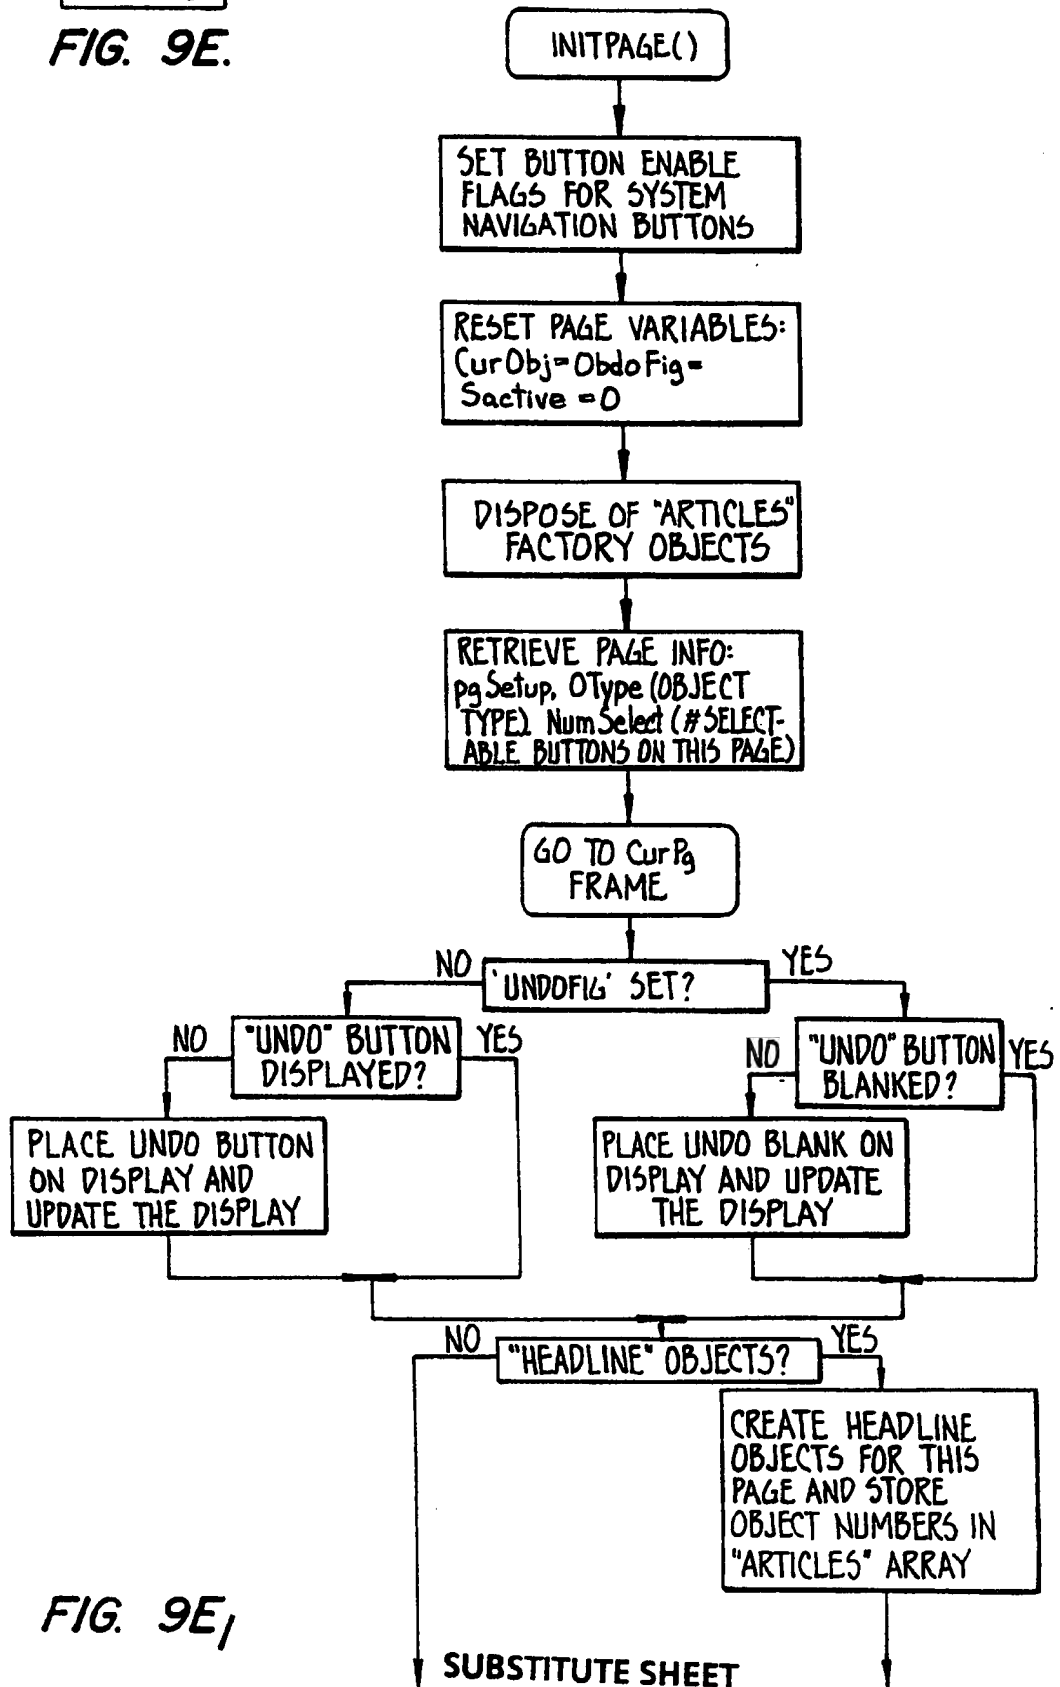 FIG. 9E.
INITPAGE()
SET BUTTON ENABLE
FLAGS FOR SYSTEM
NAVIGATION BUTTONS
RESET PAGE VARIABLES:
CurObj=ObdoFig=
Sactive =0
DISPOSE OF "ARTICLES"
FACTORY OBJECTS
RETRIEVE PAGE INFO:
pgSetup, OType (OBJECT
TYPE). NumSelect (#SELECT-
ABLE BUTTONS ON THIS PAGE)
GO TO CurPg
FRAME
NO
'UNDOFIG' SET?
YES
NO
"UNDO" BUTTON
DISPLAYED?
YES
NO
"UNDO" BUTTON
BLANKED?
YES
PLACE UNDO BUTTON
ON DISPLAY AND
UPDATE THE DISPLAY
PLACE UNDO BLANK ON
DISPLAY AND UPDATE
THE DISPLAY
NO
"HEADLINE" OBJECTS?
YES
CREATE HEADLINE
OBJECTS FOR THIS
PAGE AND STORE
OBJECT NUMBERS IN
"ARTICLES" ARRAY
FIG. 9E1
SUBSTITUTE SHEET